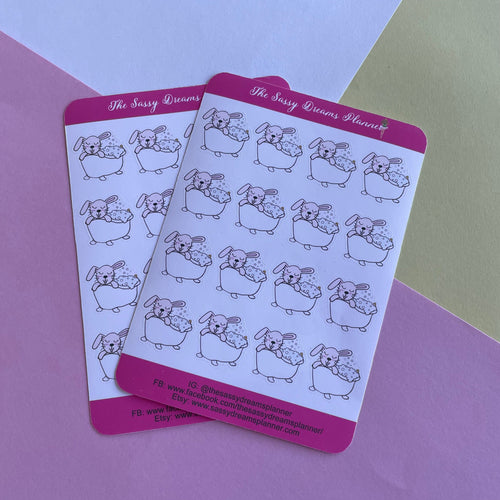 The Sassy Dreams
FB: www.fa
Etsy: www
The Sassy Dreams Planner
IG: @thesassydreamsplanner
FB: www.facebook.com/thesassydreamsplanner/
Etsy: www.sassydreamsplanner.com